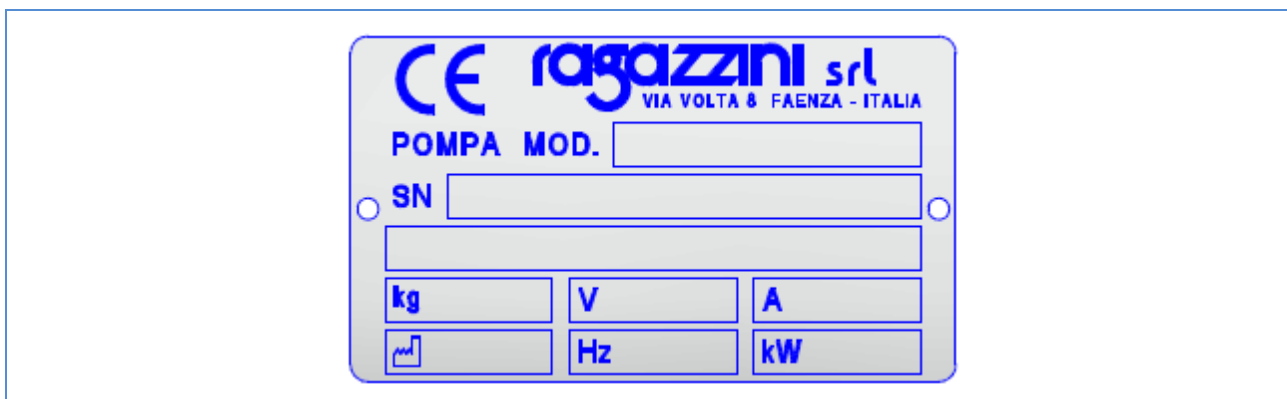 CE ragazzini srl
VIA VOLTA 8 FAENZA - ITALIA
POMPA MOD.
SN
kg V A
Hz kW